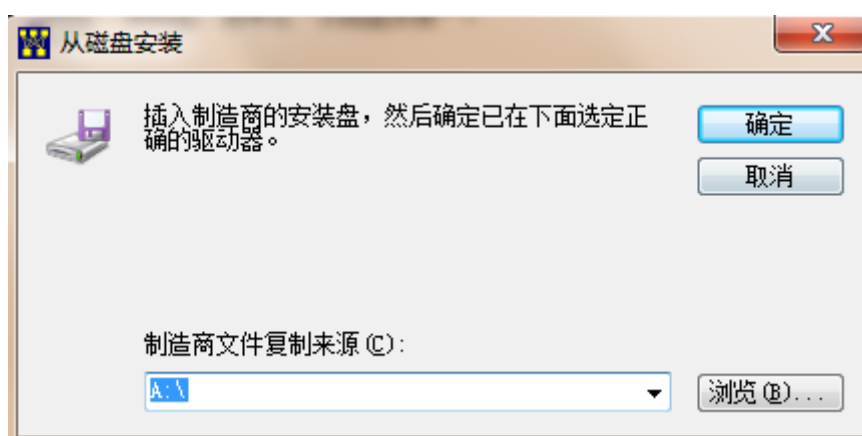 从磁盘安装
插入制造商的安装盘，然后确定已在下面选定正
确的驱动器。
确定
取消
制造商文件复制来源(C):
A:\
浏览(B)...